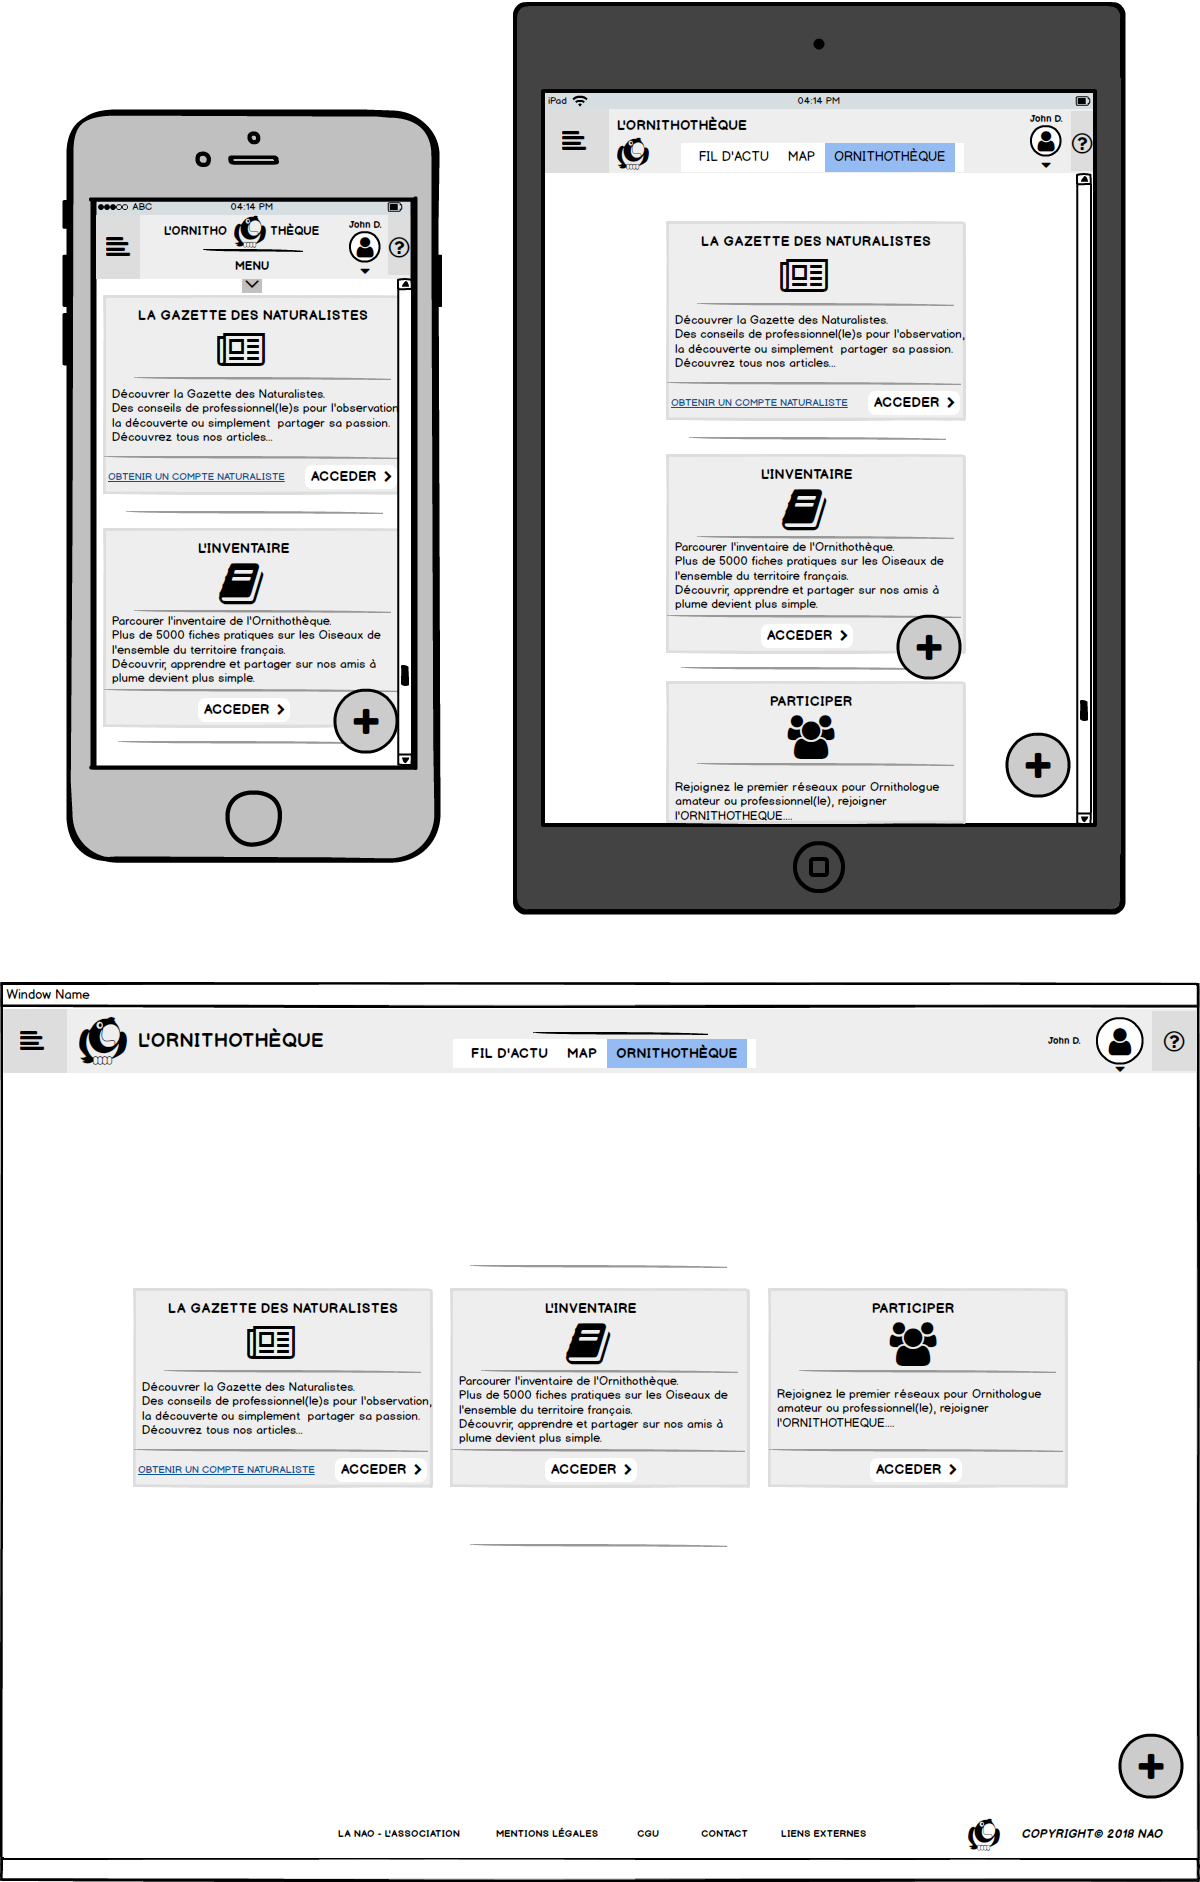 ABC 04:14 PM
L'ORNITHO THÈQUE
John D.
?
MENU
LA GAZETTE DES NATURALISTES
Découvrer la Gazette des Naturalistes.
Des conseils de professionnel(le)s pour l'observation
la découverte ou simplement partager sa passion.
Découvrez tous nos articles...
OBTENIR UN COMPTE NATURALISTE ACCEDER
L'INVENTAIRE
Parcourer l'inventaire de l'Ornithothèque.
Plus de 5000 fiches pratiques sur les Oiseaux de
l'ensemble du territoire français.
Découvrir, apprendre et partager sur nos amis à
plume devient plus simple.
ACCEDER
iPad 04:14 PM
L'ORNITHOTHÈQUE
John D.
?
FIL D'ACTU MAP ORNITHOTHÈQUE
LA GAZETTE DES NATURALISTES
Découvrer la Gazette des Naturalistes.
Des conseils de professionnel(le)s pour l'observation,
la découverte ou simplement partager sa passion.
Découvrez tous nos articles...
OBTENIR UN COMPTE NATURALISTE ACCEDER
L'INVENTAIRE
Parcourer l'inventaire de l'Ornithothèque.
Plus de 5000 fiches pratiques sur les Oiseaux de
l'ensemble du territoire français.
Découvrir, apprendre et partager sur nos amis à
plume devient plus simple.
ACCEDER
PARTICIPER
Rejoignez le premier réseaux pour Ornithologue
amateur ou professionnel(le), rejoigner
l'ORNITHOTHEQUE....
Window Name
L'ORNITHOTHÈQUE
FIL D'ACTU MAP ORNITHOTHÈQUE
John D.
?
LA GAZETTE DES NATURALISTES
Découvrer la Gazette des Naturalistes.
Des conseils de professionnel(le)s pour l'observation,
la découverte ou simplement partager sa passion.
Découvrez tous nos articles...
OBTENIR UN COMPTE NATURALISTE ACCEDER
L'INVENTAIRE
Parcourer l'inventaire de l'Ornithothèque.
Plus de 5000 fiches pratiques sur les Oiseaux de
l'ensemble du territoire français.
Découvrir, apprendre et partager sur nos amis à
plume devient plus simple.
ACCEDER
PARTICIPER
Rejoignez le premier réseaux pour Ornithologue
amateur ou professionnel(le), rejoigner
l'ORNITHOTHEQUE....
ACCEDER
LA NAO - L'ASSOCIATION MENTIONS LÉGALES CGU CONTACT LIENS EXTERNES COPYRIGHT© 2018 NAO